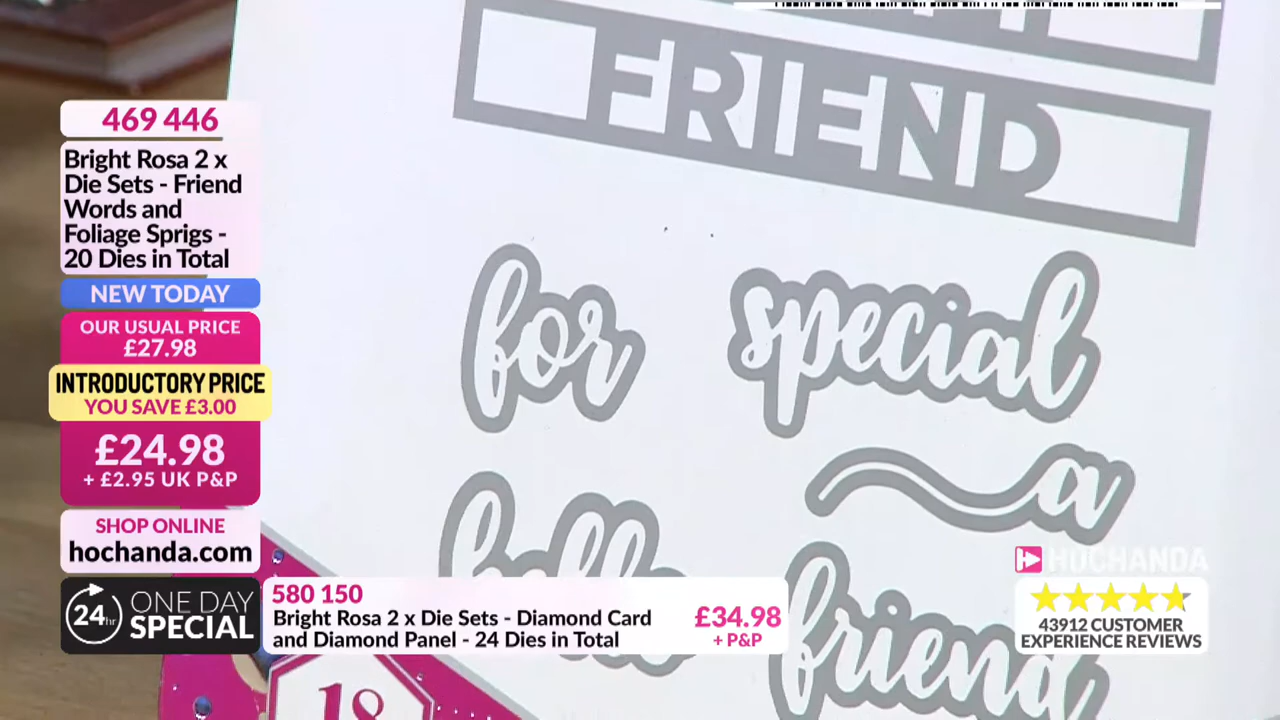 FRIEND
for special
a
hello
friend
18
469 446
Bright Rosa 2 x
Die Sets - Friend
Words and
Foliage Sprigs -
20 Dies in Total
NEW TODAY
OUR USUAL PRICE
£27.98
INTRODUCTORY PRICE
YOU SAVE £3.00
£24.98
+ £2.95 UK P&P
SHOP ONLINE
hochanda.com
24hr ONE DAY
SPECIAL
580 150
Bright Rosa 2 x Die Sets - Diamond Card
and Diamond Panel - 24 Dies in Total
£34.98
+ P&P
HOCHANDA
43912 CUSTOMER
EXPERIENCE REVIEWS